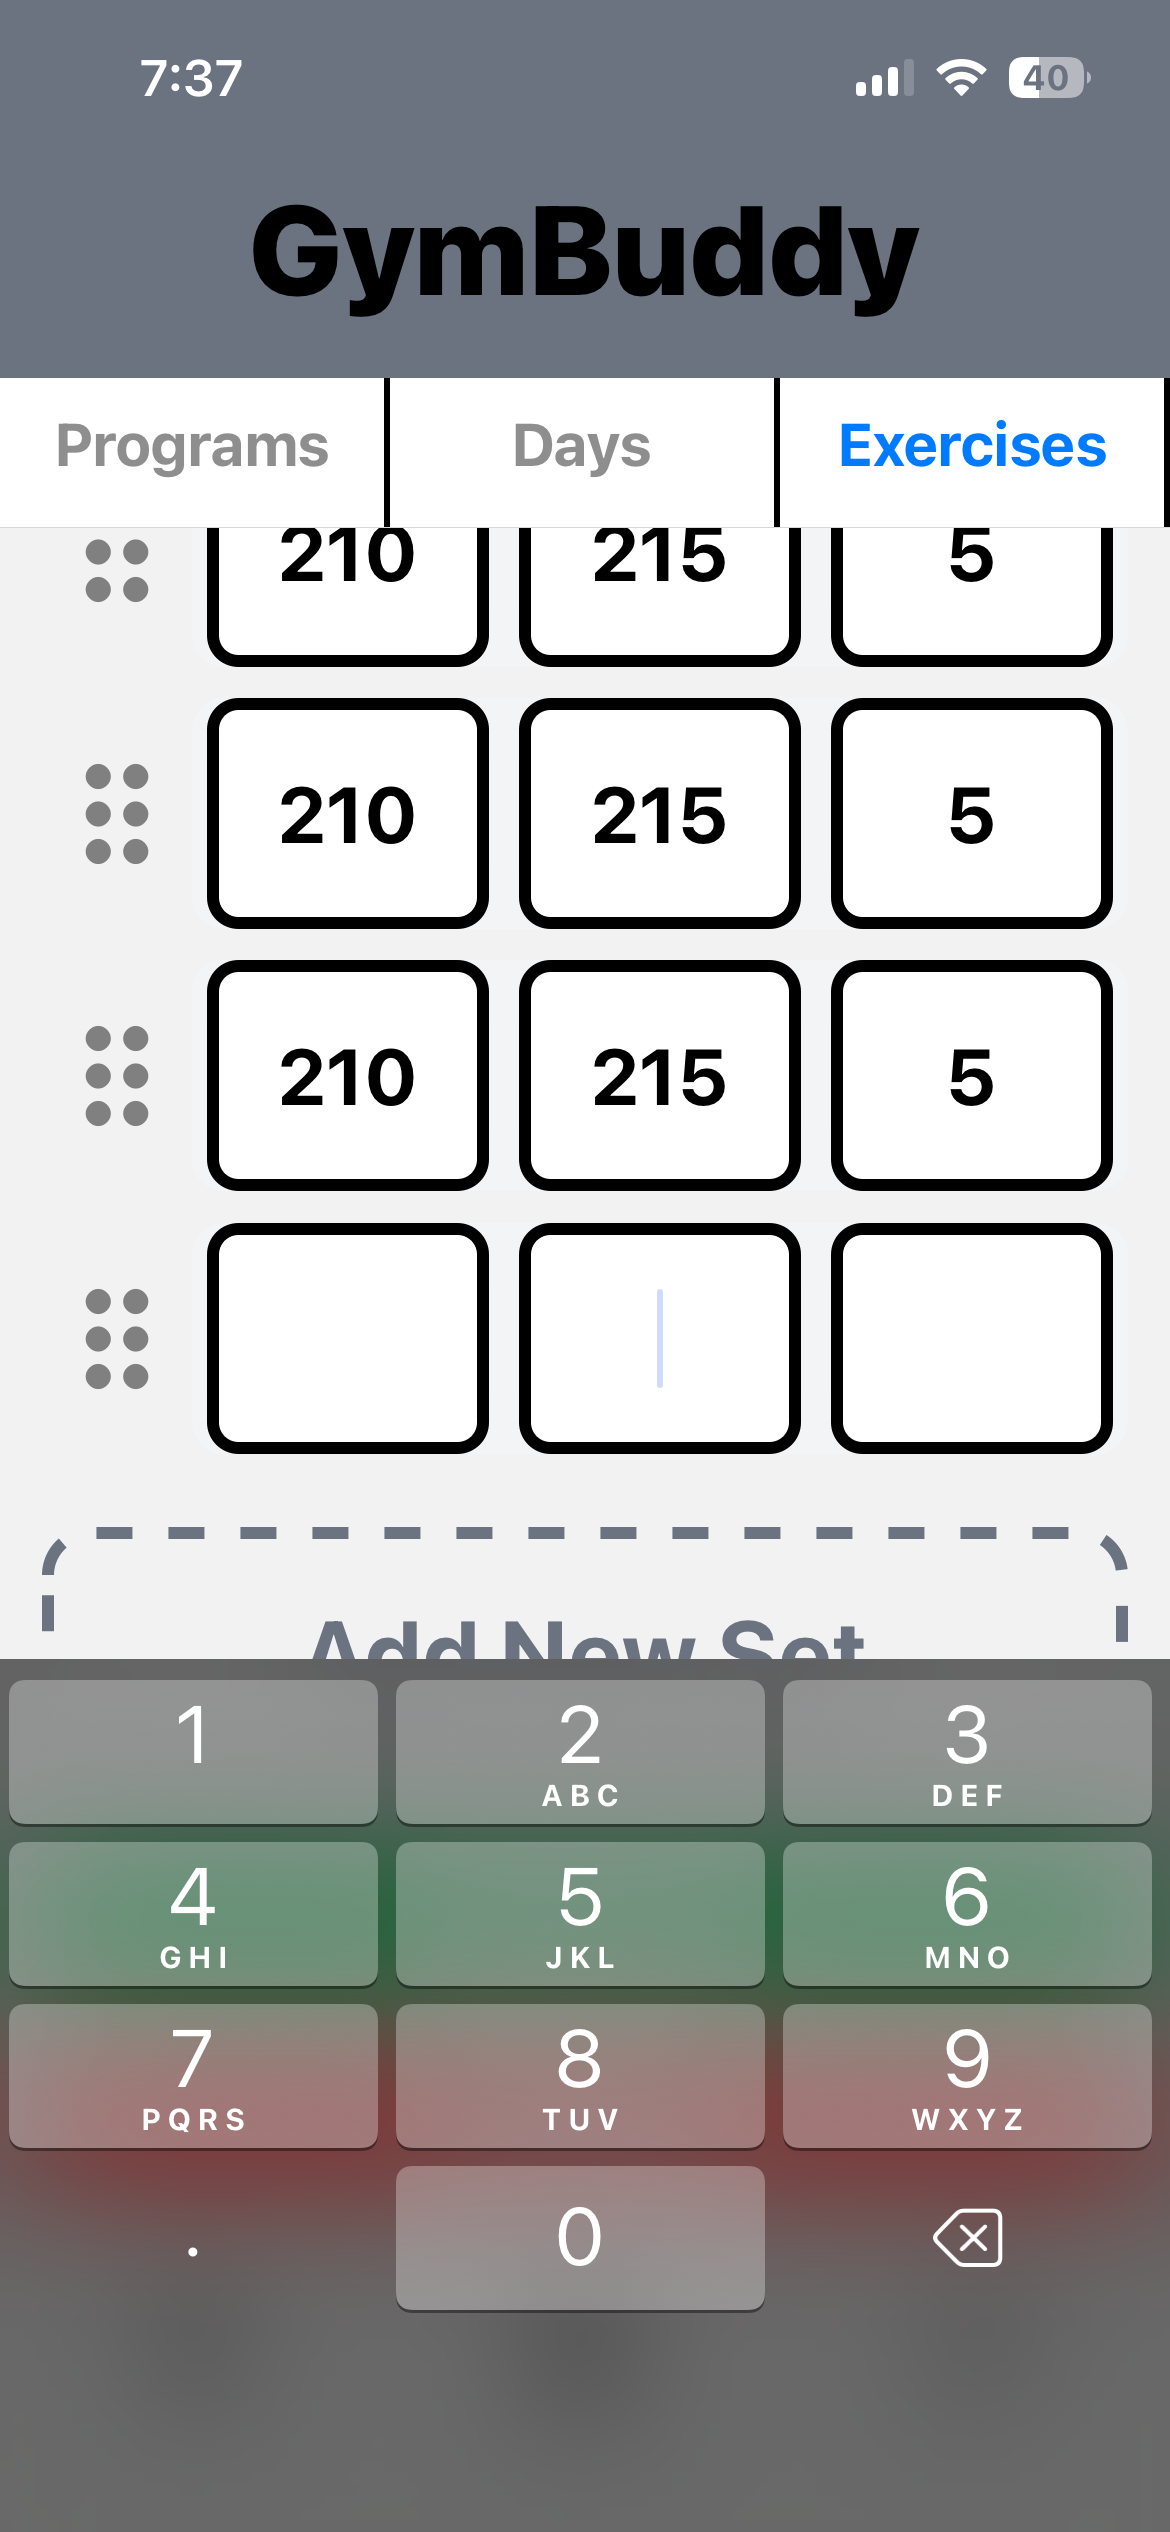 7:37 40
GymBuddy
Programs Days Exercises
210 215 5
210 215 5
210 215 5
Add New Set
1 2 3
ABC DEF
4 5 6
GHI JKL MNO
7 8 9
PQRS TUV WXYZ
. 0